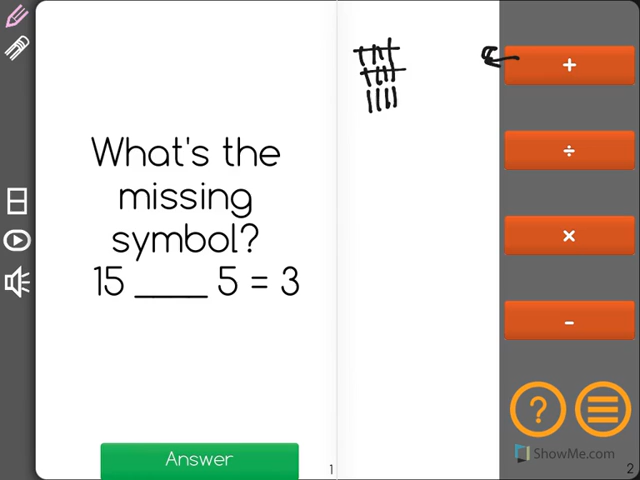 What's the
missing
symbol?
15 ____ 5 = 3
Answer
1
+
÷
×
-
?
ShowMe.com
2